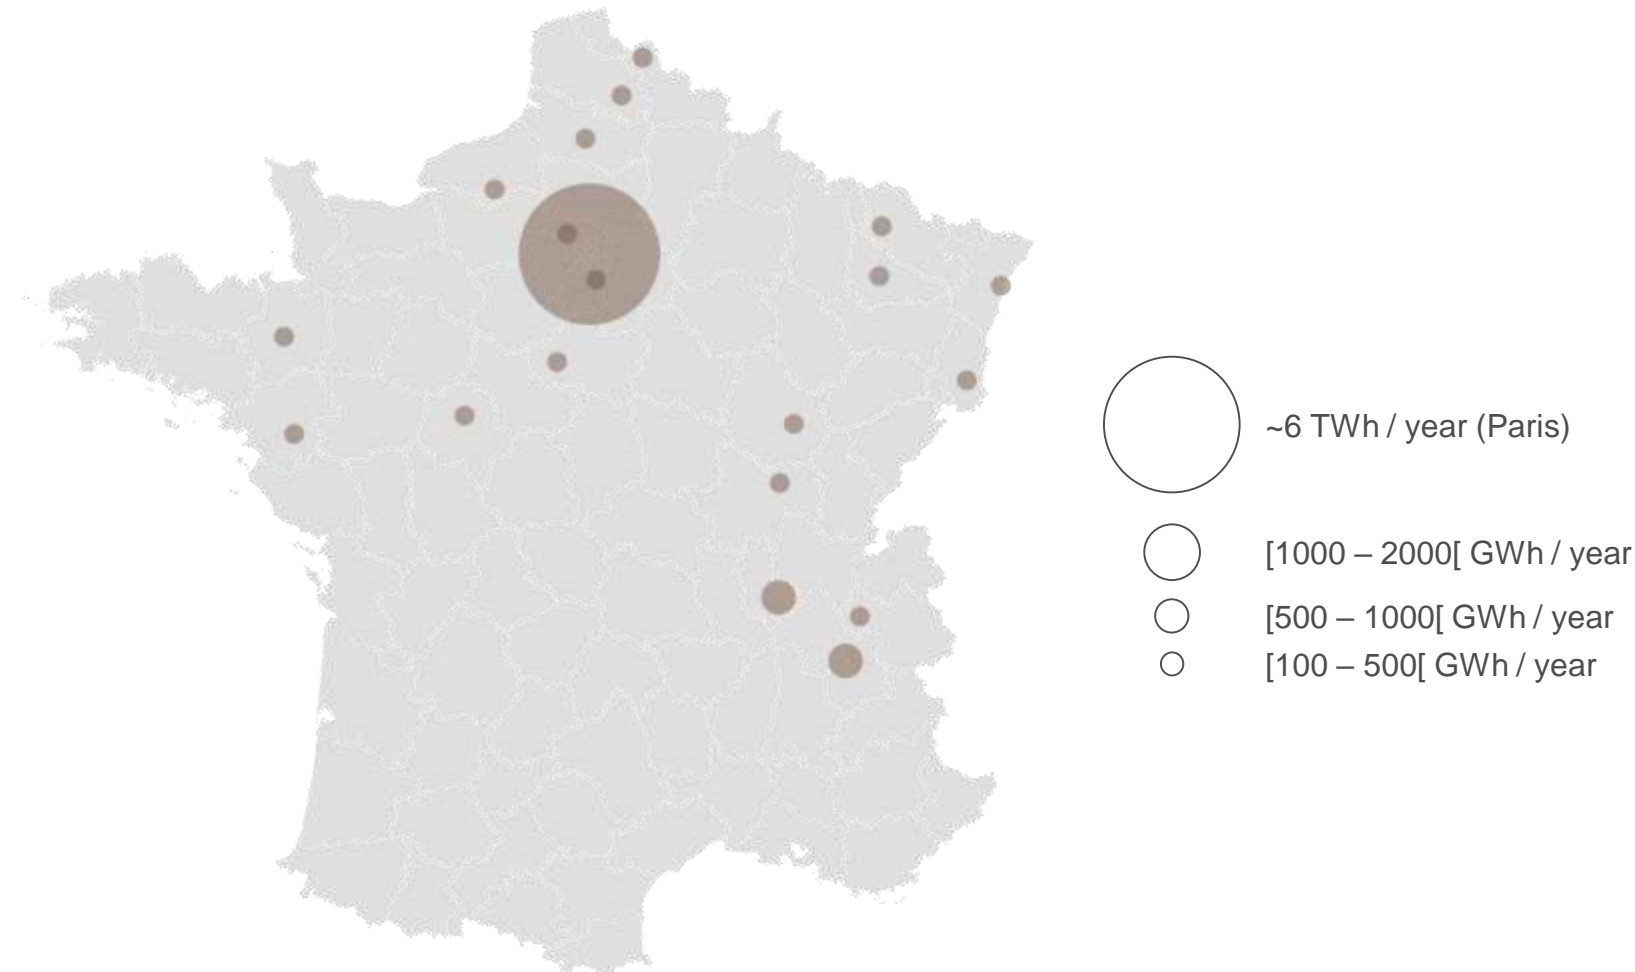 ~6 TWh / year (Paris)
[1000 – 2000[ GWh / year
[500 – 1000[ GWh / year
[100 – 500[ GWh / year